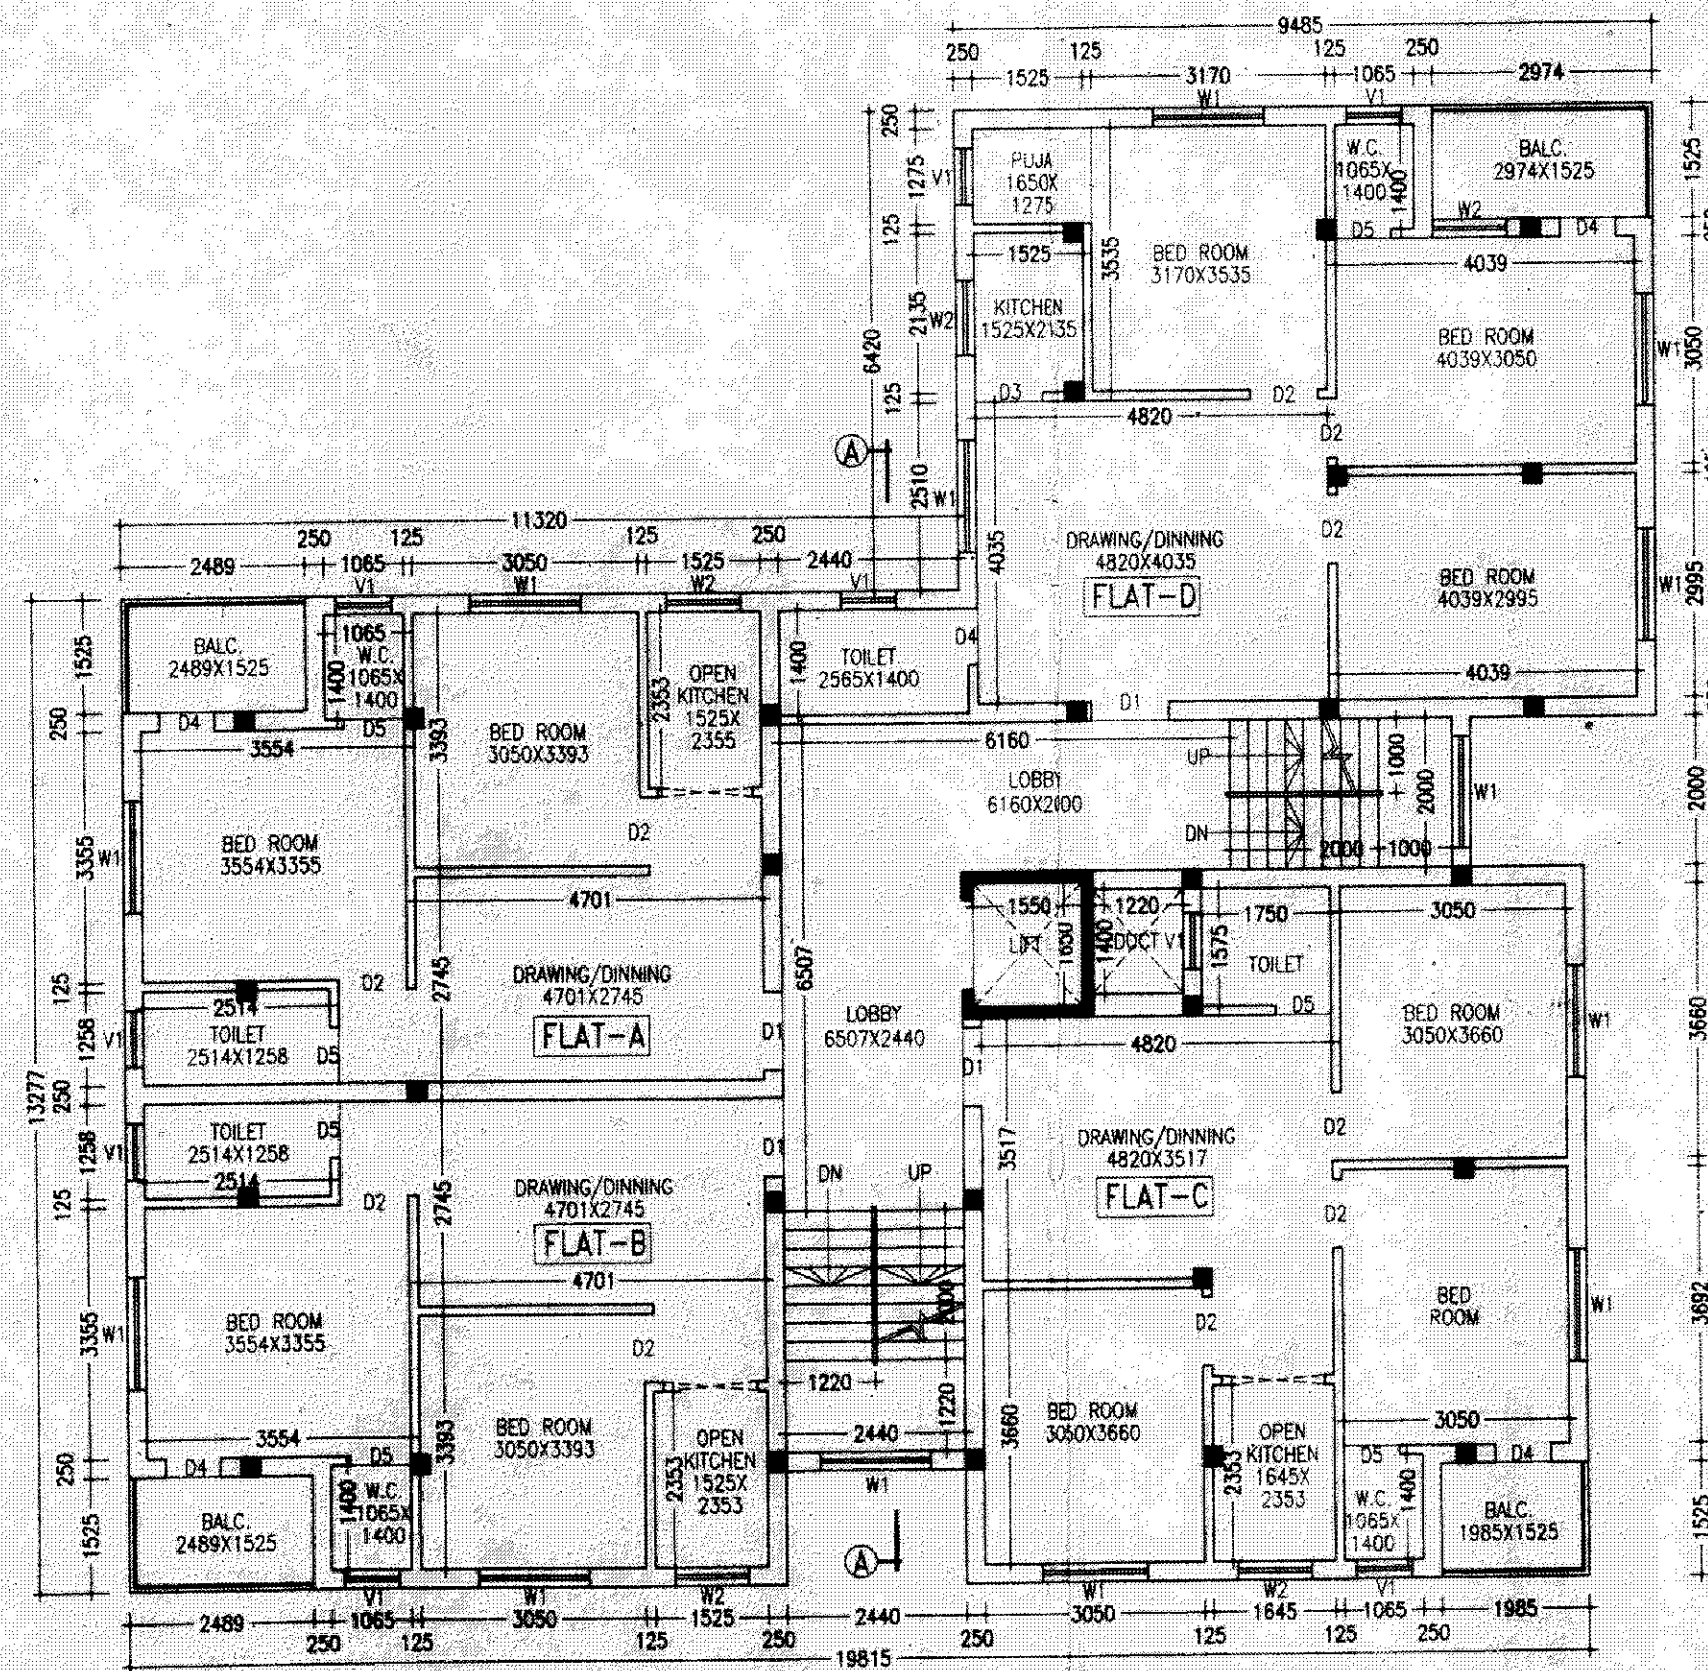 9485
250
125
125
250
1525
3170
1065
2974
W1
V1
250
1275
V1
PUJA
1650X
1275
W.C.
1065X
1400
1400
BALC.
2974X1525
1525
W2
D5
D4
125
1525
3535
BED ROOM
3170X3535
4039
6420
2135
W2
KITCHEN
1525X2135
BED ROOM
4039X3050
W1
3050
125
D3
D2
4820
D2
A
2510
W1
11320
250
125
125
250
2489
1065
3050
1525
2440
V1
W1
W2
V1
4035
DRAWING/DINNING
4820X4035
FLAT-D
D2
BED ROOM
4039X2995
W1
2995
1525
BALC.
2489X1525
1065
W.C.
1065X
1400
1400
OPEN
KITCHEN
1525X
2355
2353
1400
TOILET
2565X1400
D4
4039
D1
250
D4
D5
3554
3393
BED ROOM
3050X3393
6160
LOBBY
6160X2100
UP
DN
1000
2000
W1
2000
2000
1000
3355
W1
BED ROOM
3554X3355
D2
4701
1550
1220
1750
3050
LIFT
1650
1400
DUCT
V1
1575
TOILET
D5
125
D2
2745
DRAWING/DINNING
4701X2745
FLAT-A
6507
LOBBY
6507X2440
BED ROOM
3050X3660
W1
3660
2514
TOILET
2514X1258
V1
1258
D5
D1
D1
4820
13277
250
1258
V1
TOILET
2514X1258
D5
2514
D1
3517
DRAWING/DINNING
4820X3517
FLAT-C
D2
125
D2
2745
DRAWING/DINNING
4701X2745
FLAT-B
DN
UP
D2
4701
3355
W1
BED ROOM
3554X3355
D2
2000
D2
BED
ROOM
W1
3892
1220
1220
3554
3393
BED ROOM
3050X3393
OPEN
KITCHEN
1525X
2353
2353
2440
W1
3660
BED ROOM
3050X3660
OPEN
KITCHEN
1645X
2353
2353
3050
250
D4
D5
D5
D4
1525
BALC.
2489X1525
W.C.
1065X
1400
1400
W.C.
1065X
1400
1400
BALC.
1985X1525
1525
A
V1
W1
W2
W1
W2
V1
2489
1065
3050
1525
2440
3050
1645
1065
1985
250
125
125
250
250
125
125
250
19815